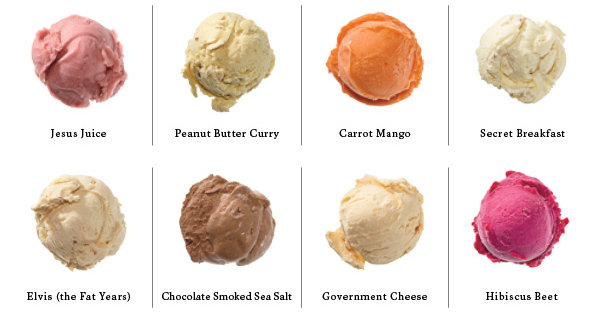 Jesus Juice
Peanut Butter Curry
Carrot Mango
Secret Breakfast
Elvis (the Fat Years)
Chocolate Smoked Sea Salt
Government Cheese
Hibiscus Beet